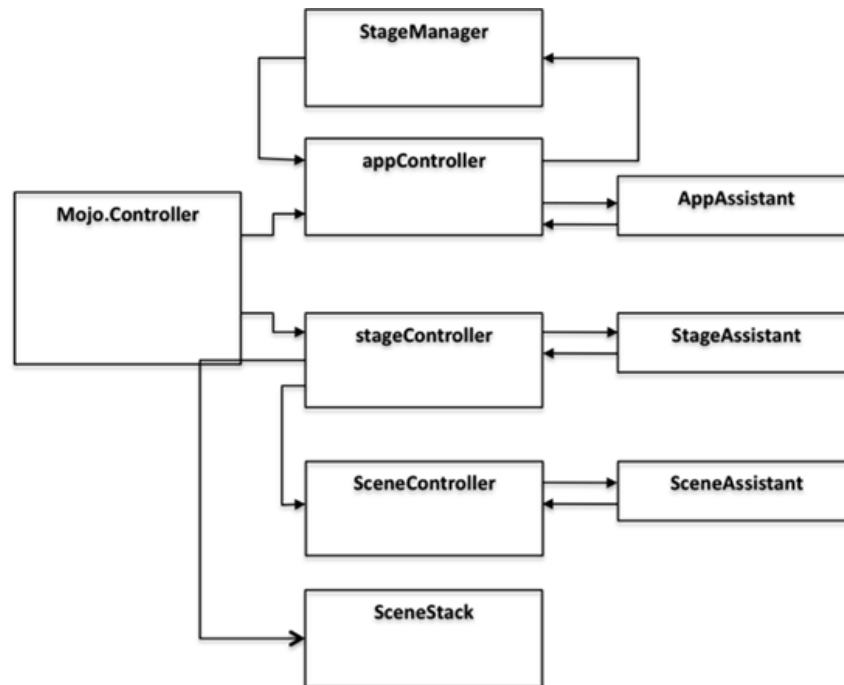 StageManager
appController
Mojo.Controller
AppAssistant
stageController
StageAssistant
SceneController
SceneAssistant
SceneStack